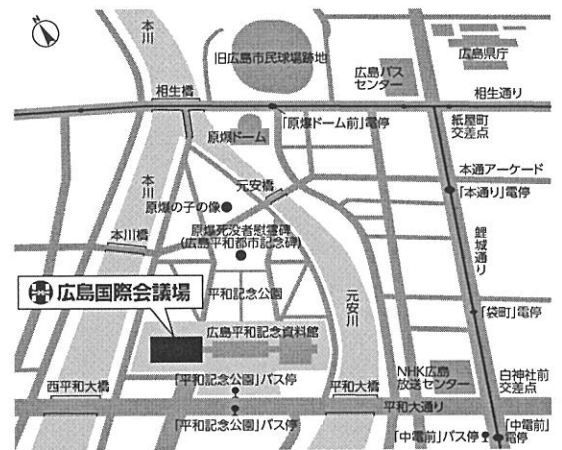 本川
旧広島市民球場跡地
広島バス
センター
広島県庁
相生橋
相生通り
「原爆ドーム前」電停
紙屋町
交差点
原爆ドーム
本通アーケード
本川
元安橋
「本通り」電停
原爆の子の像
原爆死没者慰霊碑
(広島平和都市記念碑)
本川橋
鯉城通り
平和記念公園
広島国際会議場
元安川
「袋町」電停
広島平和記念資料館
NHK広島
放送センター
白神社前
交差点
西平和大橋
「平和記念公園」バス停
平和大橋
平和大通り
「平和記念公園」バス停
「中電前」バス停
「中電前」
電停